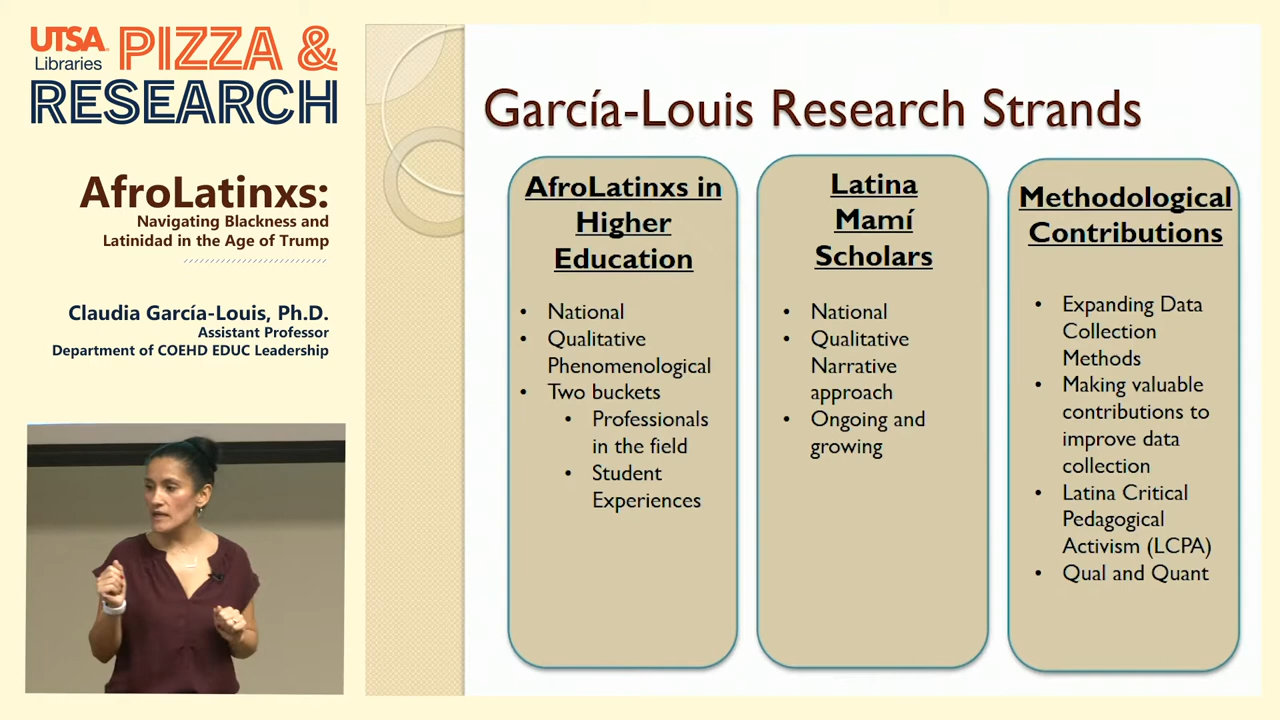 UTSA
Libraries
PIZZA &
RESEARCH
AfroLatinxs:
Navigating Blackness and
Latinidad in the Age of Trump
Claudia García-Louis, Ph.D.
Assistant Professor
Department of COEHD EDUC Leadership
García-Louis Research Strands
AfroLatinxs in
Higher
Education
• National
• Qualitative
Phenomenological
• Two buckets
• Professionals
in the field
• Student
Experiences
Latina
Mamí
Scholars
• National
• Qualitative
Narrative
approach
• Ongoing and
growing
Methodological
Contributions
• Expanding Data
Collection
Methods
• Making valuable
contributions to
improve data
collection
• Latina Critical
Pedagogical
Activism (LCPA)
• Qual and Quant